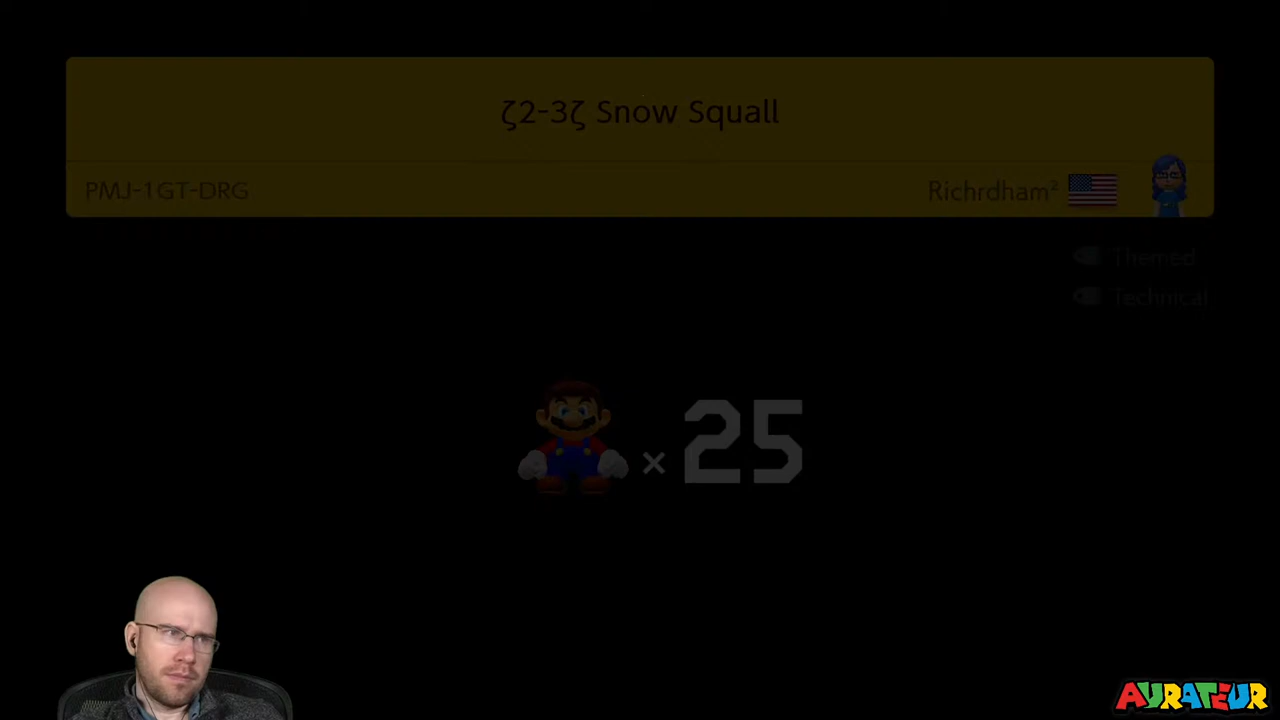 ζ2-3ζ Snow Squall
PMJ-1GT-DRG
Richrdham²
Themed
Technical
× 25
AURATEUR